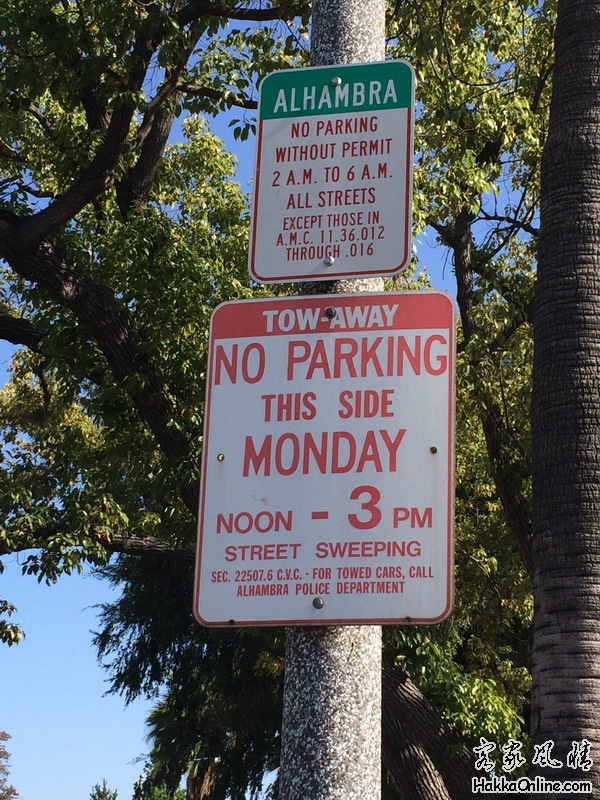 ALHAMBRA
NO PARKING
WITHOUT PERMIT
2 A.M. TO 6 A.M.
ALL STREETS
EXCEPT THOSE IN
A.M.C. 11.36.012
THROUGH .016
TOW-AWAY
NO PARKING
THIS SIDE
MONDAY
NOON - 3 PM
STREET SWEEPING
SEC. 22507.6 C.V.C. - FOR TOWED CARS, CALL
ALHAMBRA POLICE DEPARTMENT
客家風情
HakkaOnline.com